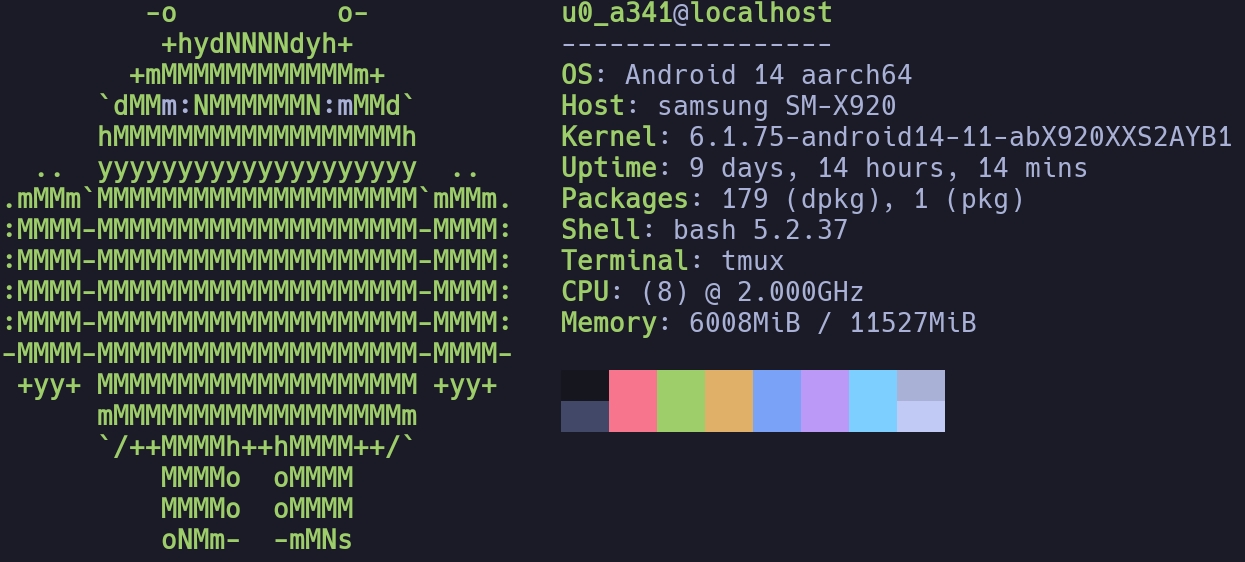 -o          o-
          +hydNNNNdyh+
        +mMMMMMMMMMMMMm+
      `dMMm:NMMMMMMN:mMMd`
      hMMMMMMMMMMMMMMMMMMh
  ..  yyyyyyyyyyyyyyyyyyyy  ..
.mMMm`MMMMMMMMMMMMMMMMMMMM`mMMm.
:MMMM-MMMMMMMMMMMMMMMMMMMM-MMMM:
:MMMM-MMMMMMMMMMMMMMMMMMMM-MMMM:
:MMMM-MMMMMMMMMMMMMMMMMMMM-MMMM:
:MMMM-MMMMMMMMMMMMMMMMMMMM-MMMM:
-MMMM-MMMMMMMMMMMMMMMMMMMM-MMMM-
 +yy+ MMMMMMMMMMMMMMMMMMMM +yy+
      mMMMMMMMMMMMMMMMMMMm
      `/++MMMMh++hMMMM++/`
          MMMMo  oMMMM
          MMMMo  oMMMM
          oNMm-  -mMNs
u0_a341@localhost
-----------------
OS: Android 14 aarch64
Host: samsung SM-X920
Kernel: 6.1.75-android14-11-abX920XXS2AYB1
Uptime: 9 days, 14 hours, 14 mins
Packages: 179 (dpkg), 1 (pkg)
Shell: bash 5.2.37
Terminal: tmux
CPU: (8) @ 2.000GHz
Memory: 6008MiB / 11527MiB